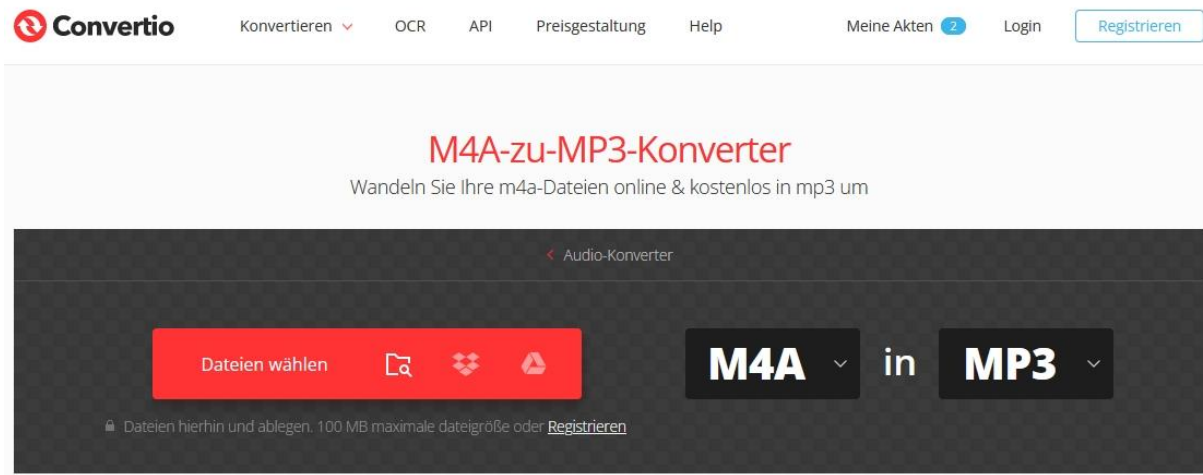 Convertio Konvertieren OCR API Preisgestaltung Help Meine Akten 2 Login Registrieren
M4A-zu-MP3-Konverter
Wandeln Sie Ihre m4a-Dateien online & kostenlos in mp3 um
Audio-Konverter
Dateien wählen M4A in MP3
Dateien hierhin und ablegen. 100 MB maximale dateigröße oder Registrieren